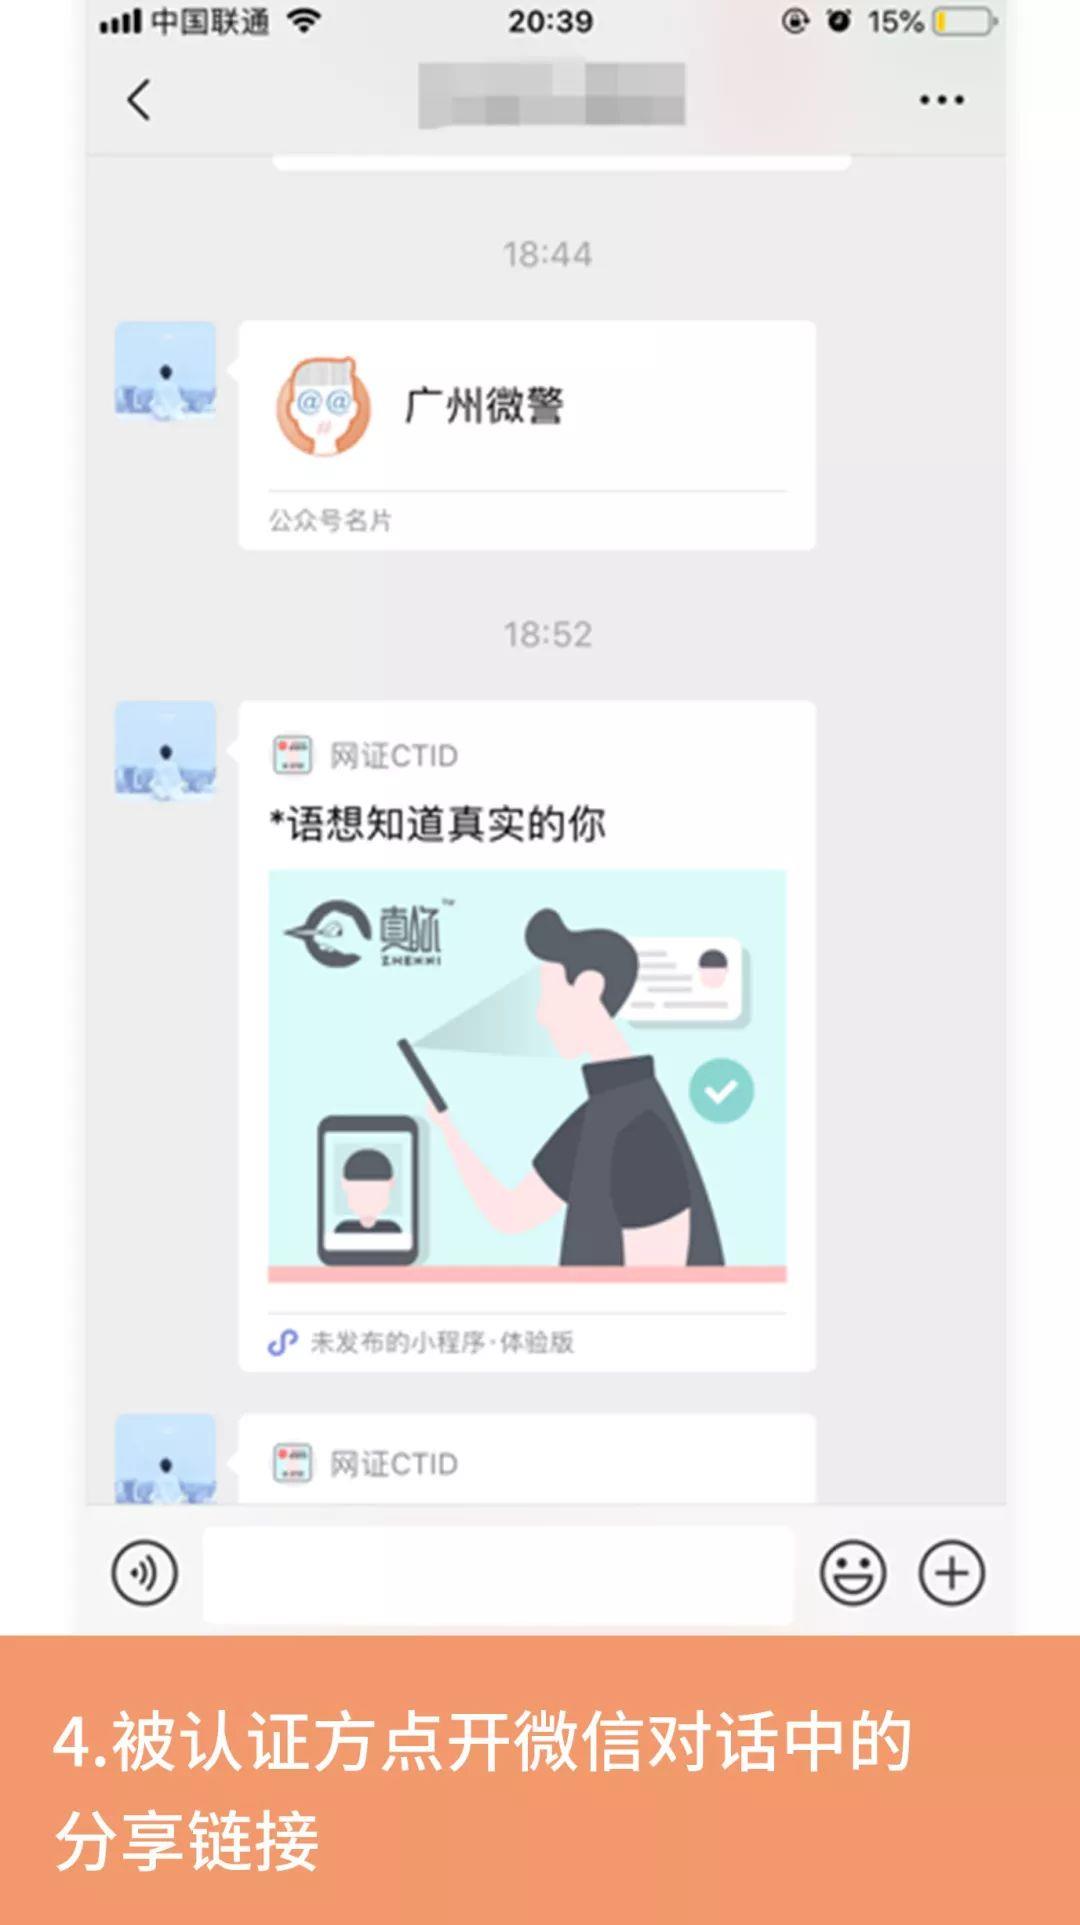 中国联通 20:39 15%
18:44
广州微警
公众号名片
18:52
网证CTID
*语想知道真实的你
真你 TM
ZHENNI
未发布的小程序·体验版
网证CTID
4.被认证方点开微信对话中的
分享链接